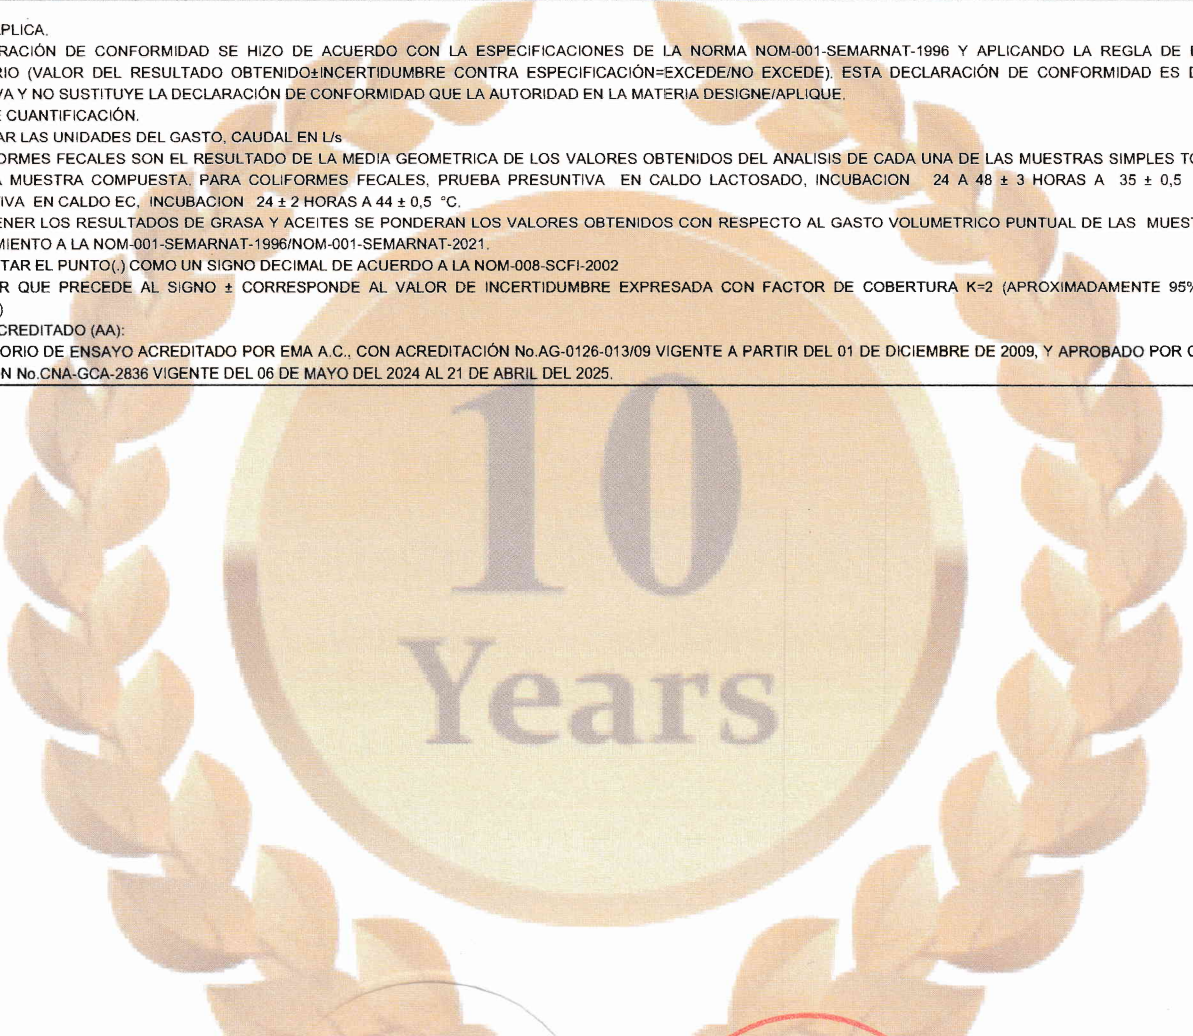 PLICA.
RACIÓN DE CONFORMIDAD SE HIZO DE ACUERDO CON LA ESPECIFICACIONES DE LA NORMA NOM-001-SEMARNAT-1996 Y APLICANDO LA REGLA DE
RIO (VALOR DEL RESULTADO OBTENIDO±INCERTIDUMBRE CONTRA ESPECIFICACIÓN=EXCEDE/NO EXCEDE). ESTA DECLARACIÓN DE CONFORMIDAD ES
VA Y NO SUSTITUYE LA DECLARACIÓN DE CONFORMIDAD QUE LA AUTORIDAD EN LA MATERIA DESIGNE/APLIQUE.
E CUANTIFICACIÓN.
AR LAS UNIDADES DEL GASTO, CAUDAL EN L/s
ORMES FECALES SON EL RESULTADO DE LA MEDIA GEOMETRICA DE LOS VALORES OBTENIDOS DEL ANALISIS DE CADA UNA DE LAS MUESTRAS SIMPLES TO
A MUESTRA COMPUESTA. PARA COLIFORMES FECALES, PRUEBA PRESUNTIVA EN CALDO LACTOSADO, INCUBACION 24 A 48 ± 3 HORAS A 35 ± 0,5
IVA EN CALDO EC, INCUBACION 24 ± 2 HORAS A 44 ± 0,5 °C.
ENER LOS RESULTADOS DE GRASA Y ACEITES SE PONDERAN LOS VALORES OBTENIDOS CON RESPECTO AL GASTO VOLUMETRICO PUNTUAL DE LAS MUEST
MIENTO A LA NOM-001-SEMARNAT-1996/NOM-001-SEMARNAT-2021.
TAR EL PUNTO(.) COMO UN SIGNO DECIMAL DE ACUERDO A LA NOM-008-SCFI-2002
R QUE PRECEDE AL SIGNO ± CORRESPONDE AL VALOR DE INCERTIDUMBRE EXPRESADA CON FACTOR DE COBERTURA K=2 (APROXIMADAMENTE 95%
)
CREDITADO (AA):
ORIO DE ENSAYO ACREDITADO POR EMA A.C., CON ACREDITACIÓN No.AG-0126-013/09 VIGENTE A PARTIR DEL 01 DE DICIEMBRE DE 2009, Y APROBADO POR
ÓN No.CNA-GCA-2836 VIGENTE DEL 06 DE MAYO DEL 2024 AL 21 DE ABRIL DEL 2025.
10
Years